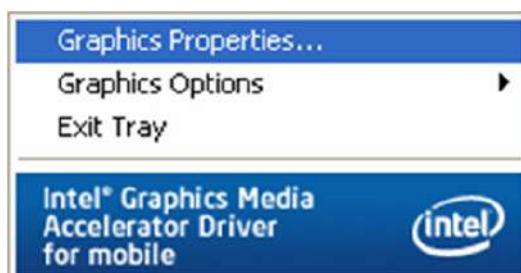 Graphics Properties...
Graphics Options
Exit Tray
Intel® Graphics Media
Accelerator Driver
for mobile
intel